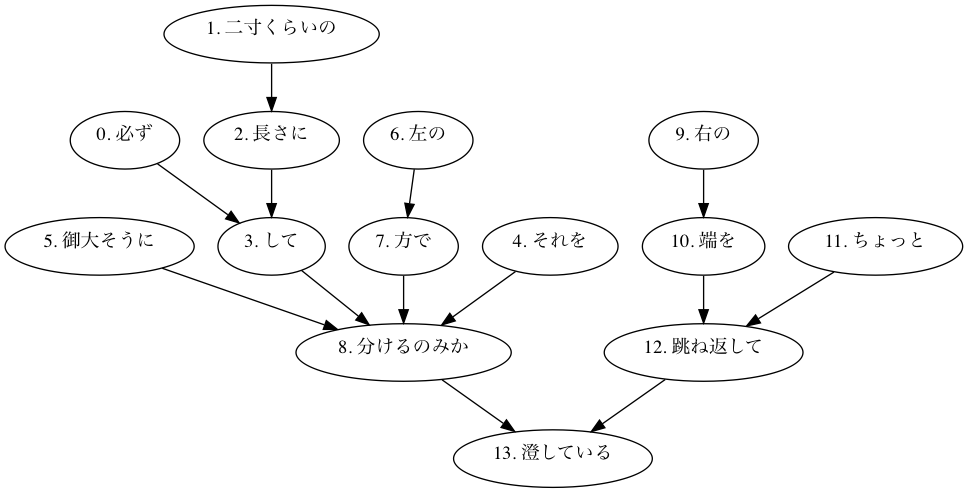 1. 二寸くらいの
0. 必ず
2. 長さに
6. 左の
9. 右の
5. 御大そうに
3. して
7. 方で
4. それを
10. 端を
11. ちょっと
8. 分けるのみか
12. 跳ね返して
13. 澄している